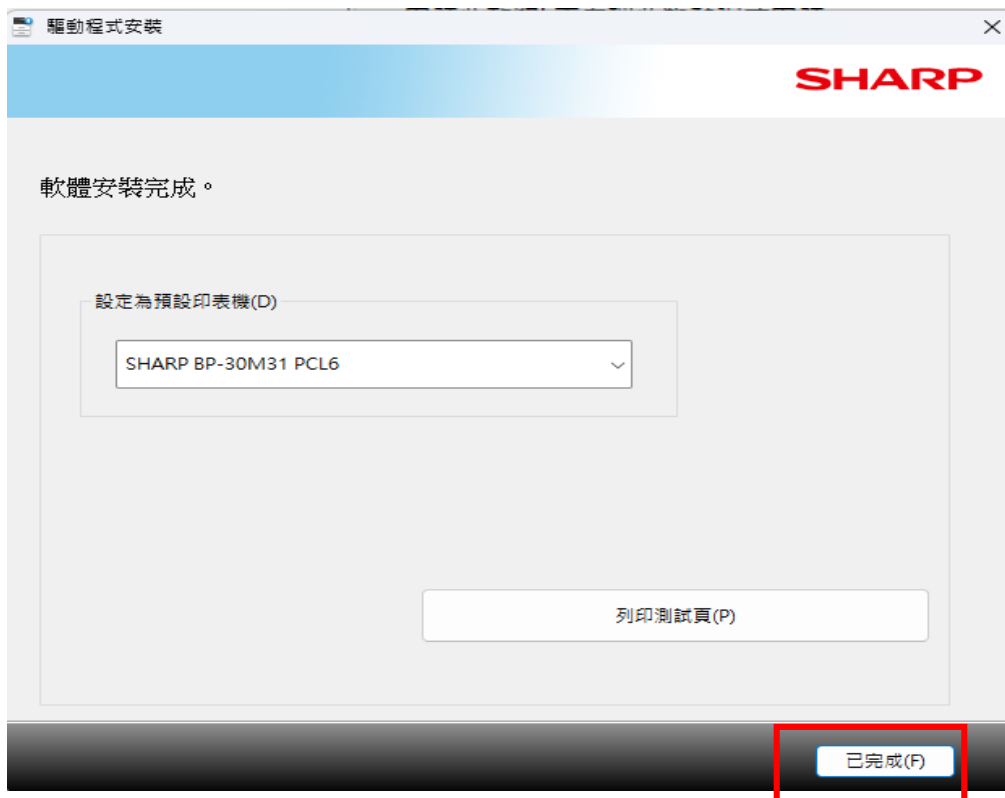 驅動程式安裝
SHARP
軟體安裝完成。
設定為預設印表機(D)
SHARP BP-30M31 PCL6
列印測試頁(P)
已完成(F)